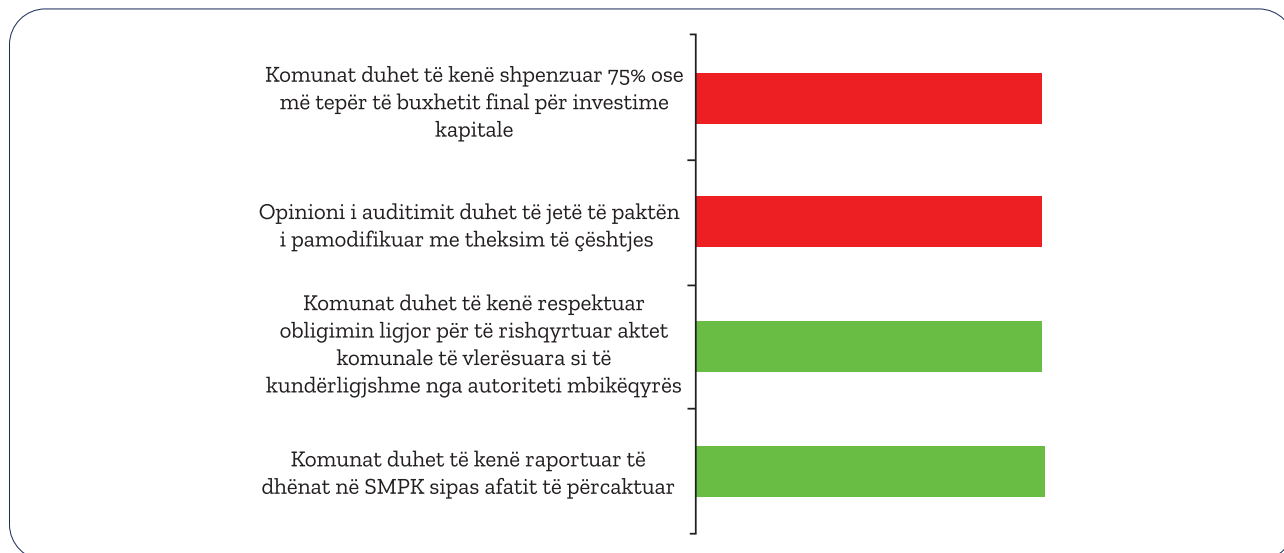 Komunat duhet të kenë shpenzuar 75% ose
më tepër të buxhetit final për investime
kapitale
Opinioni i auditimit duhet të jetë të paktën
i pamodifikuar me theksim të çështjes
Komunat duhet të kenë respektuar
obligimin ligjor për të rishqyrtuar aktet
komunale të vlerësuara si të
kundërligjshme nga autoriteti mbikëqyrës
Komunat duhet të kenë raportuar të
dhënat në SMPK sipas afatit të përcaktuar